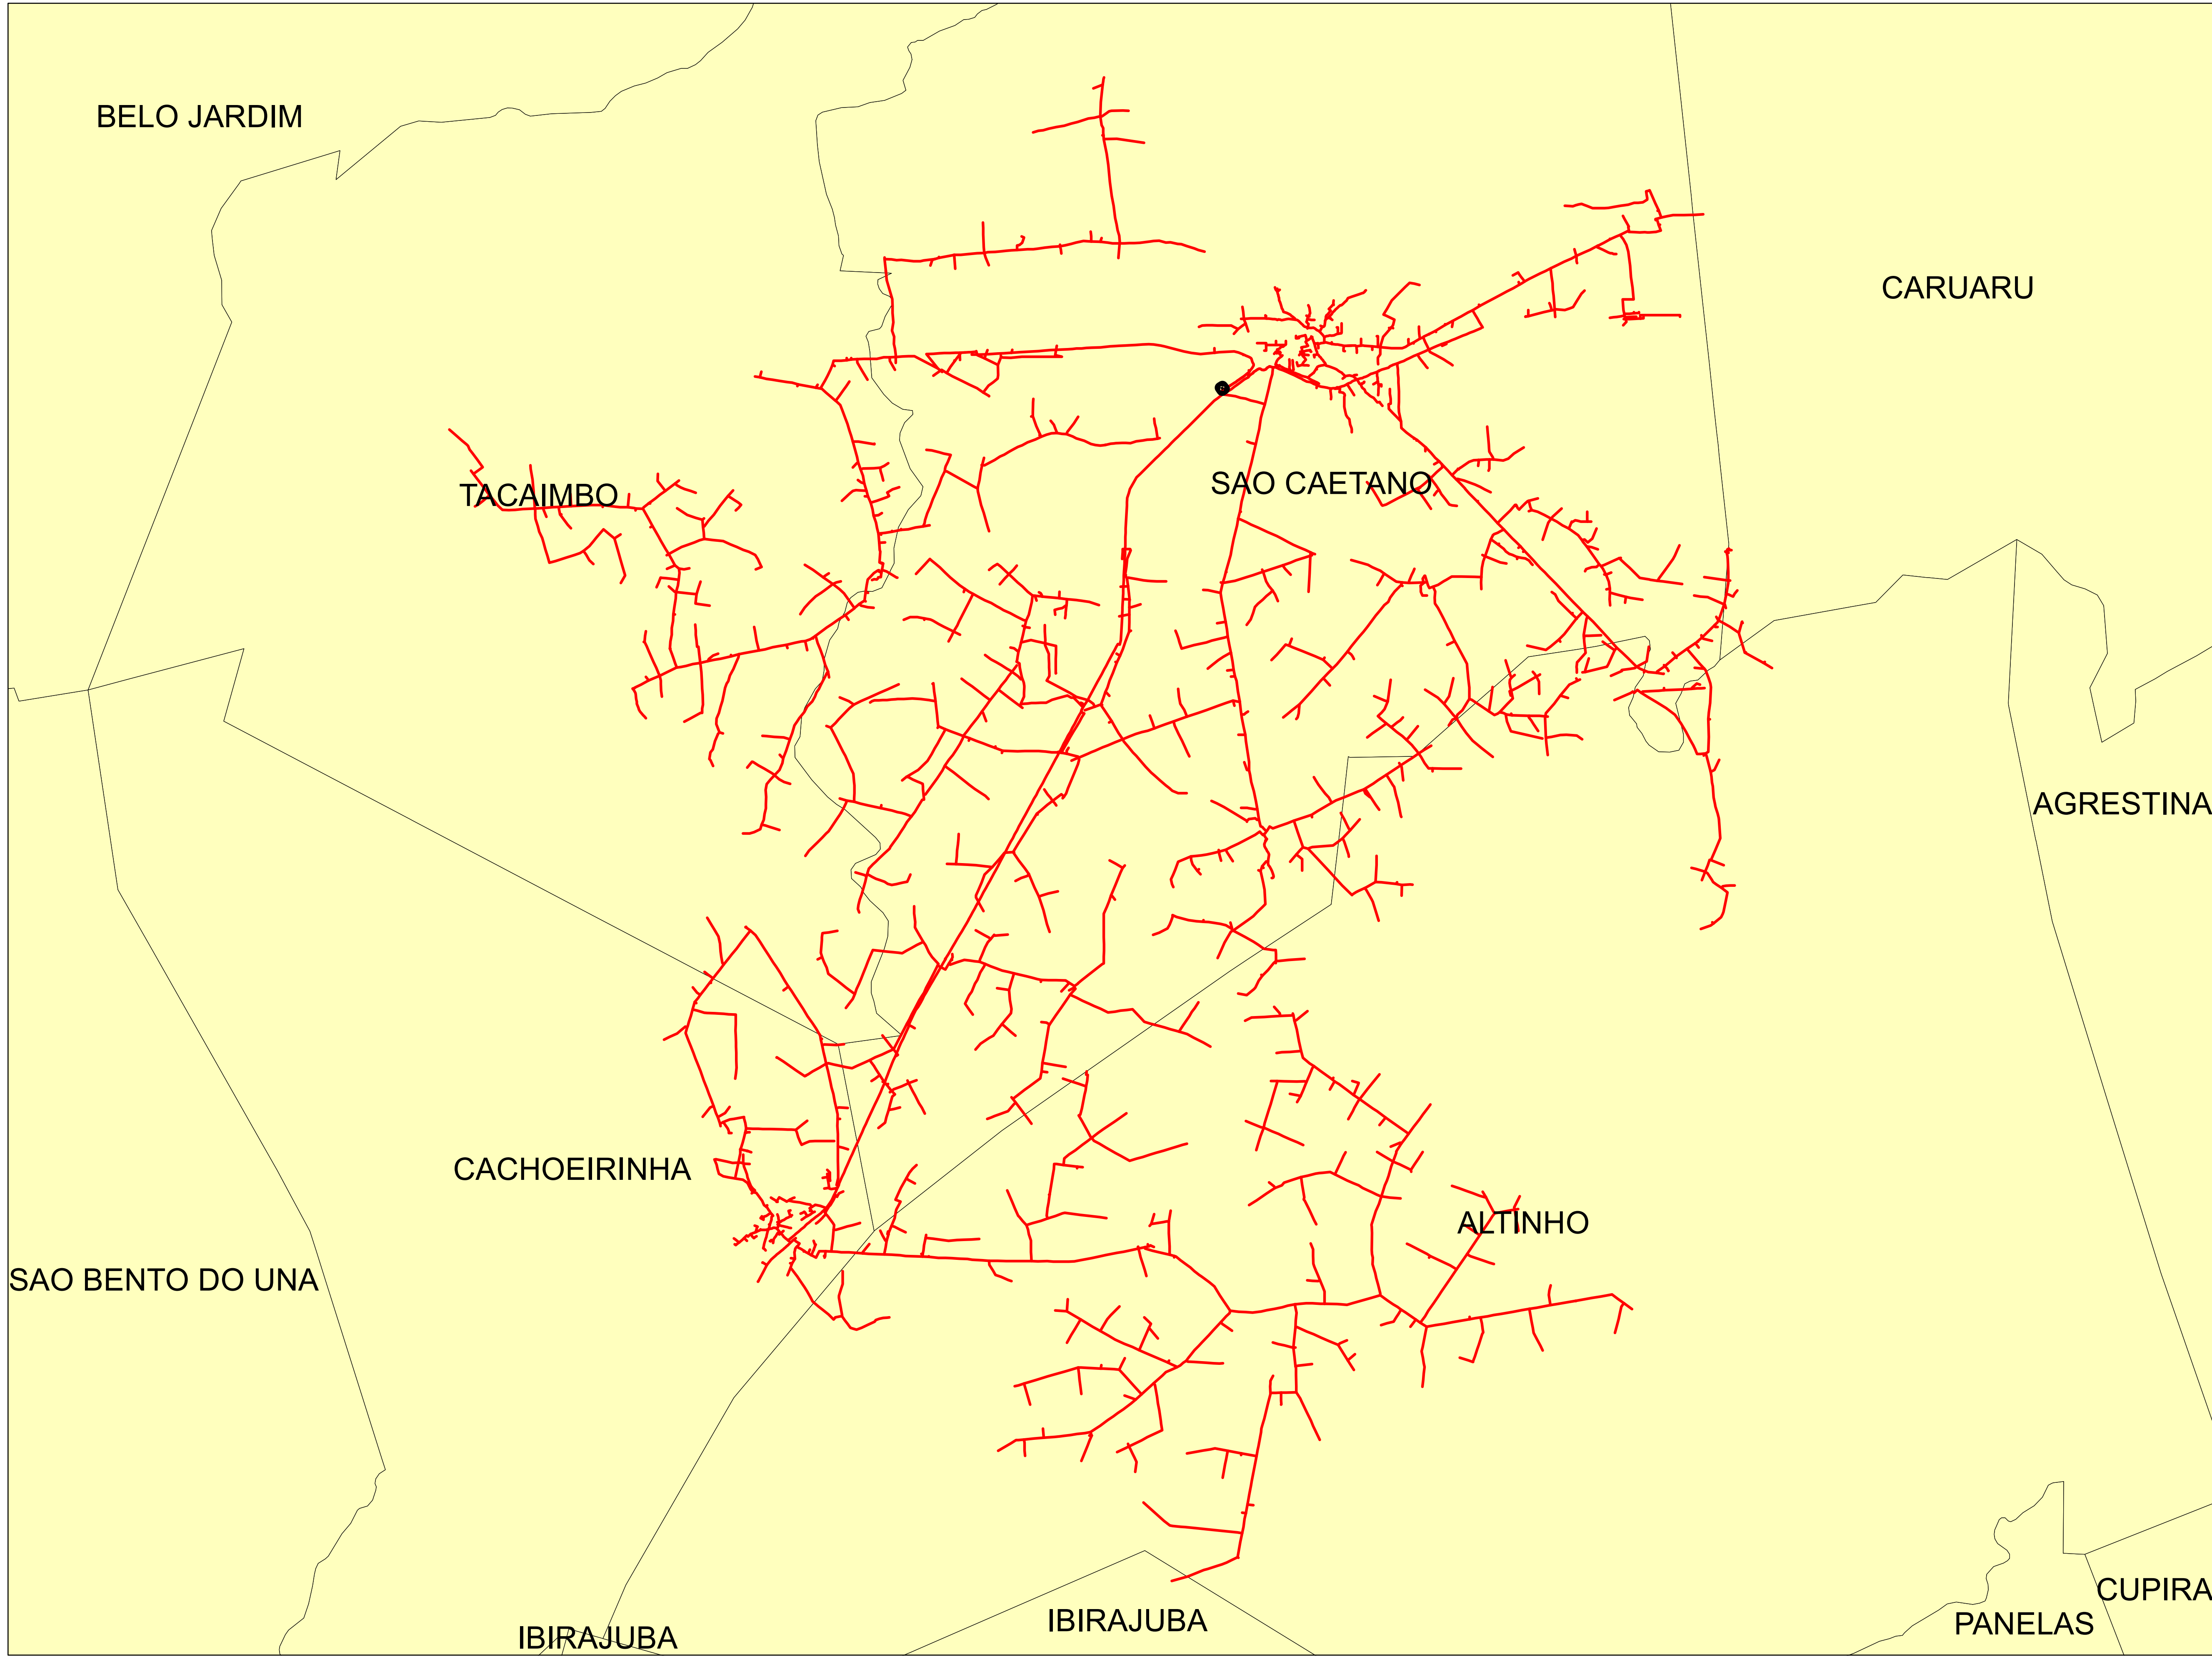 BELO JARDIM
CARUARU
SAO CAETANO
TACAIMBO
AGRESTINA
CACHOEIRINHA
ALTINHO
SAO BENTO DO UNA
CUPIRA
IBIRAJUBA
PANELAS
IBIRAJUBA